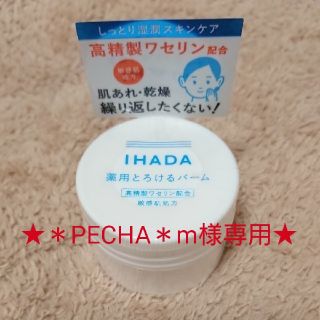 しっとり湿潤スキンケア
高精製ワセリン配合
敏感肌
処方
肌あれ・乾燥
繰り返したくない!
IHADA
薬用とろけるバーム
高精製ワセリン配合
敏感肌処方
★＊PECHA＊m様専用★